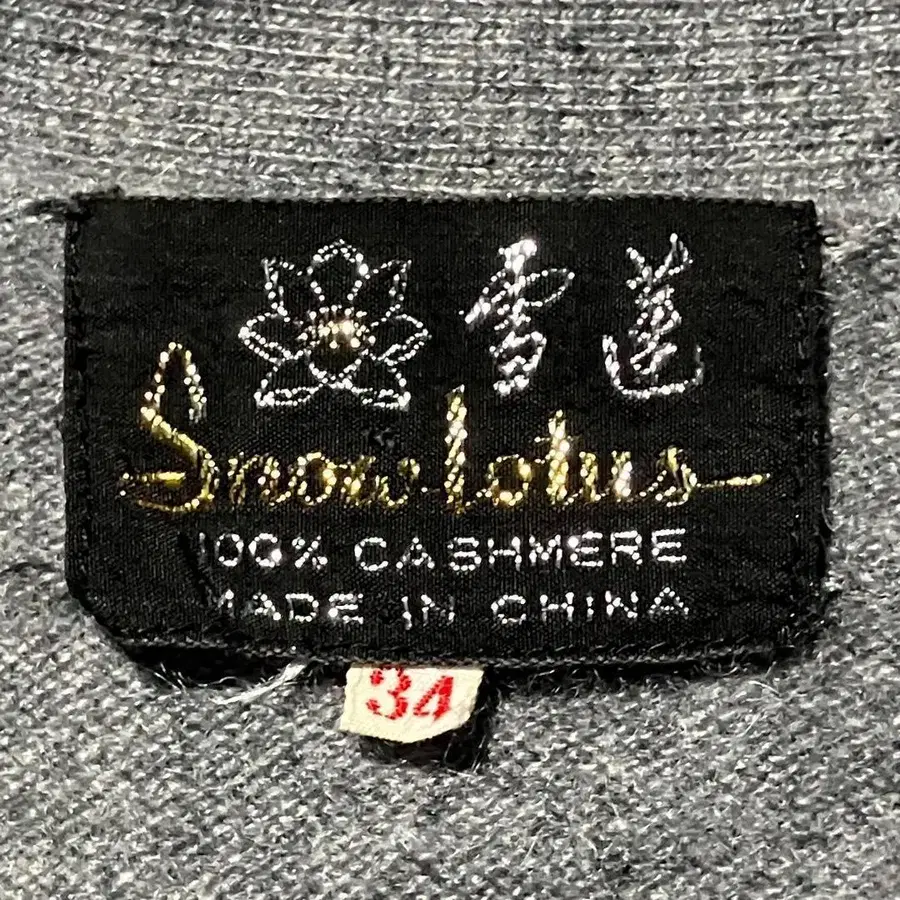 雪莲
Snow Lotus
100% CASHMERE
MADE IN CHINA
34